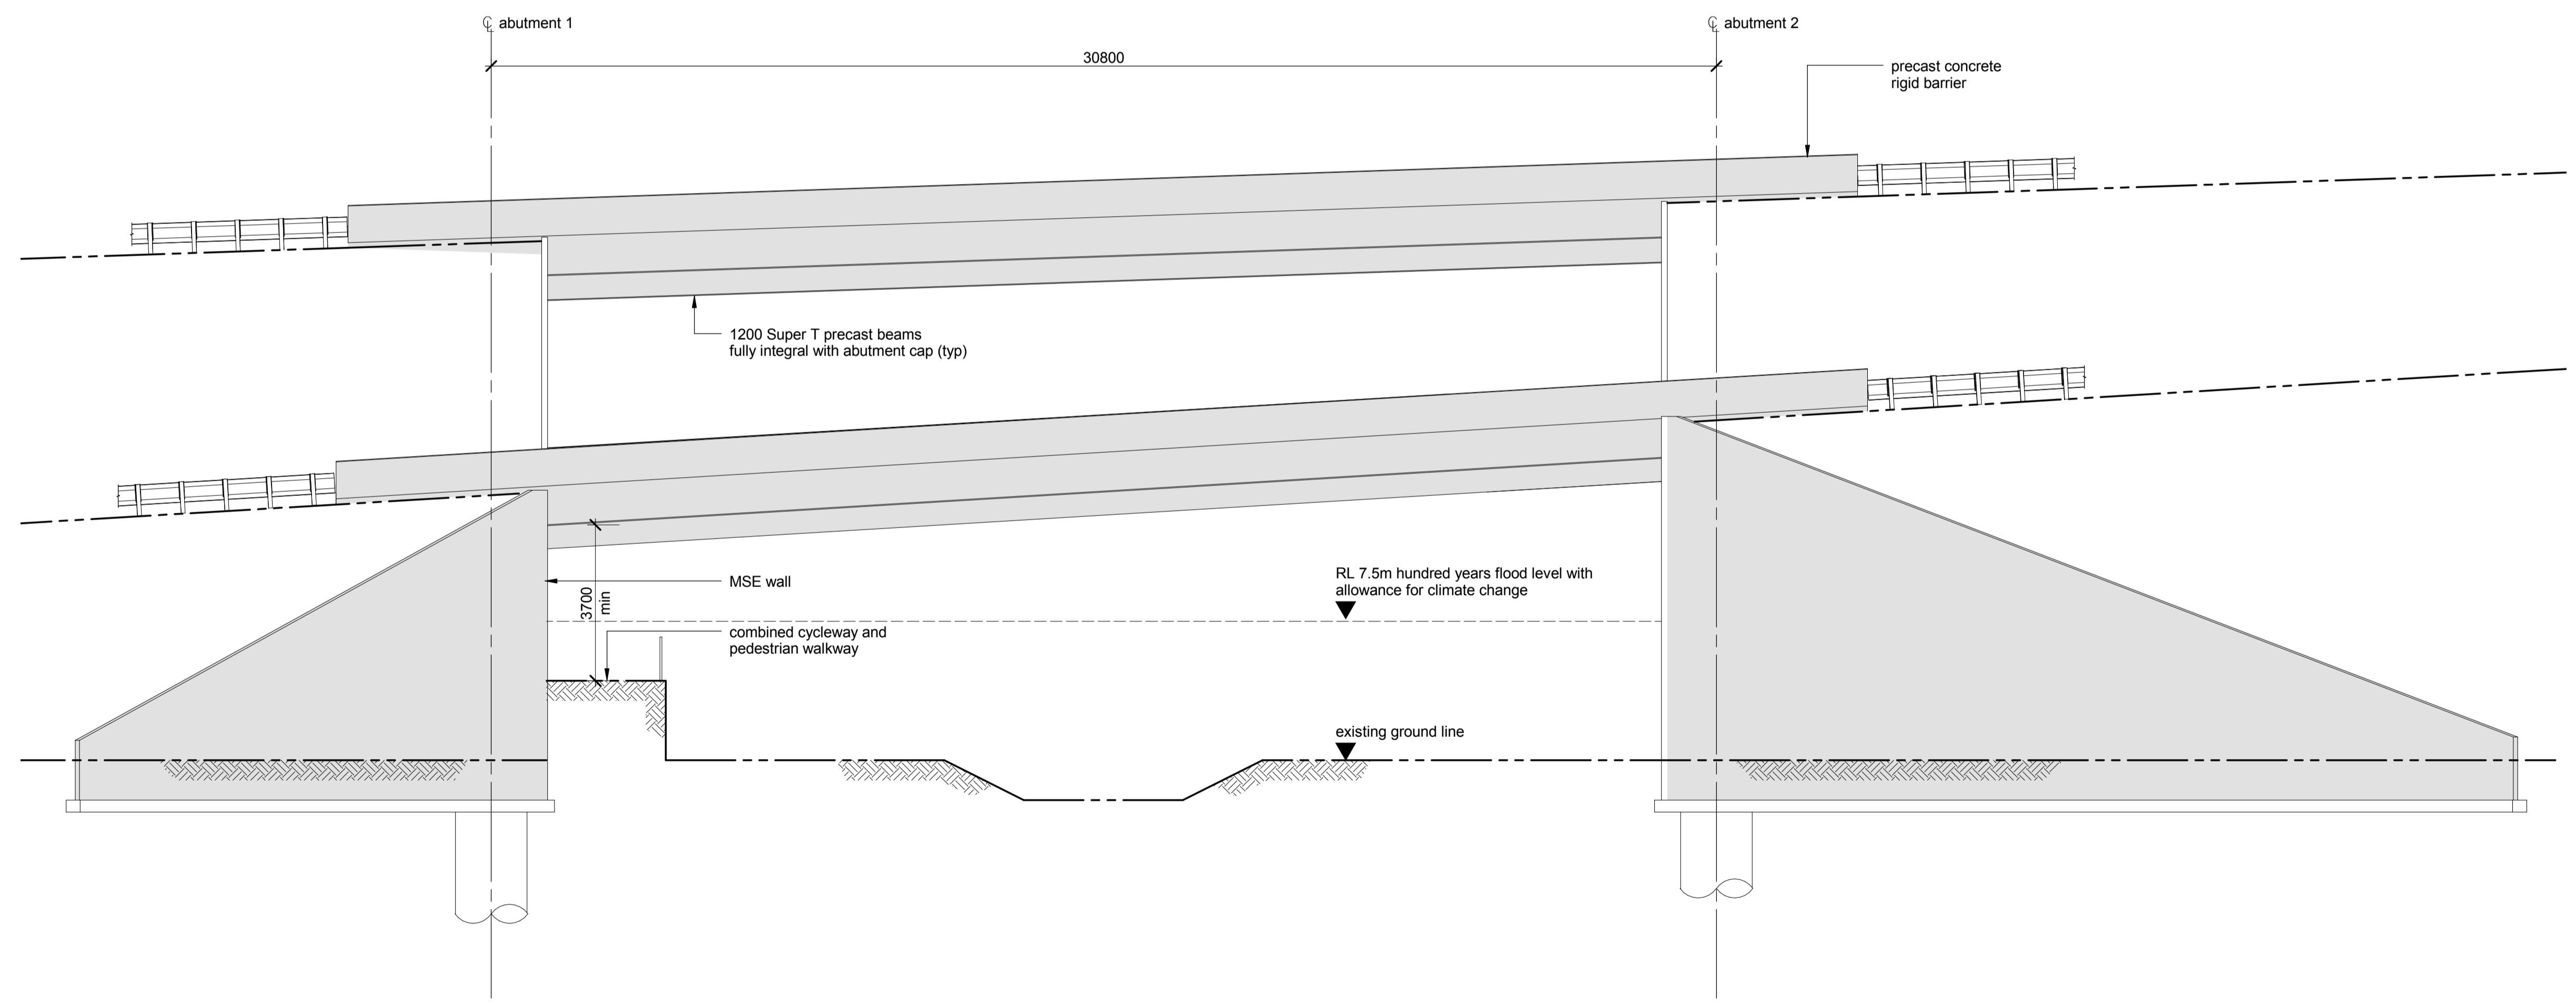 ℄ abutment 1
℄ abutment 2
30800
precast concrete
rigid barrier
1200 Super T precast beams
fully integral with abutment cap (typ)
MSE wall
3700
min
RL 7.5m hundred years flood level with
allowance for climate change
combined cycleway and
pedestrian walkway
existing ground line